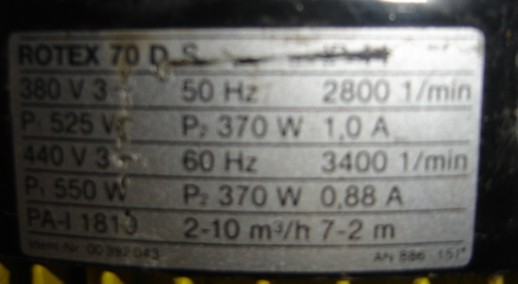 ROTEX 70 D S
380 V 3~ 50 Hz 2800 1/min
P₁ 525 W P₂ 370 W 1,0 A
440 V 3~ 60 Hz 3400 1/min
P₁ 550 W P₂ 370 W 0,88 A
PA-I 2-10 m³/h 7-2 m